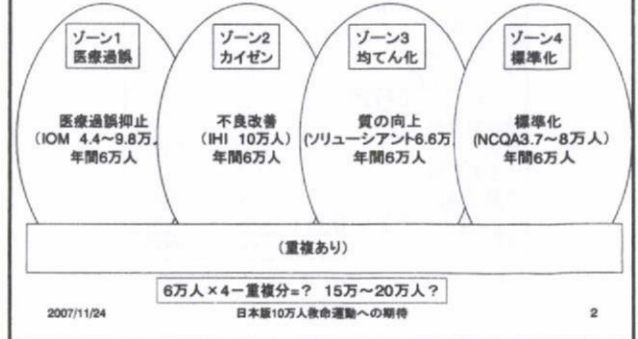 ゾーン1
医療過誤
ゾーン2
カイゼン
ゾーン3
均てん化
ゾーン4
標準化
医療過誤抑止
(IOM 4.4~9.8万
年間6万人
不良改善
(IHI 10万人)
年間6万人
質の向上
(ソリューシアント6.6万
年間6万人
標準化
(NCQA3.7~8万人)
年間6万人
(重複あり)
6万人×4ー重複分=? 15万~20万人?
2007/11/24 日本版10万人救命運動への期待 2